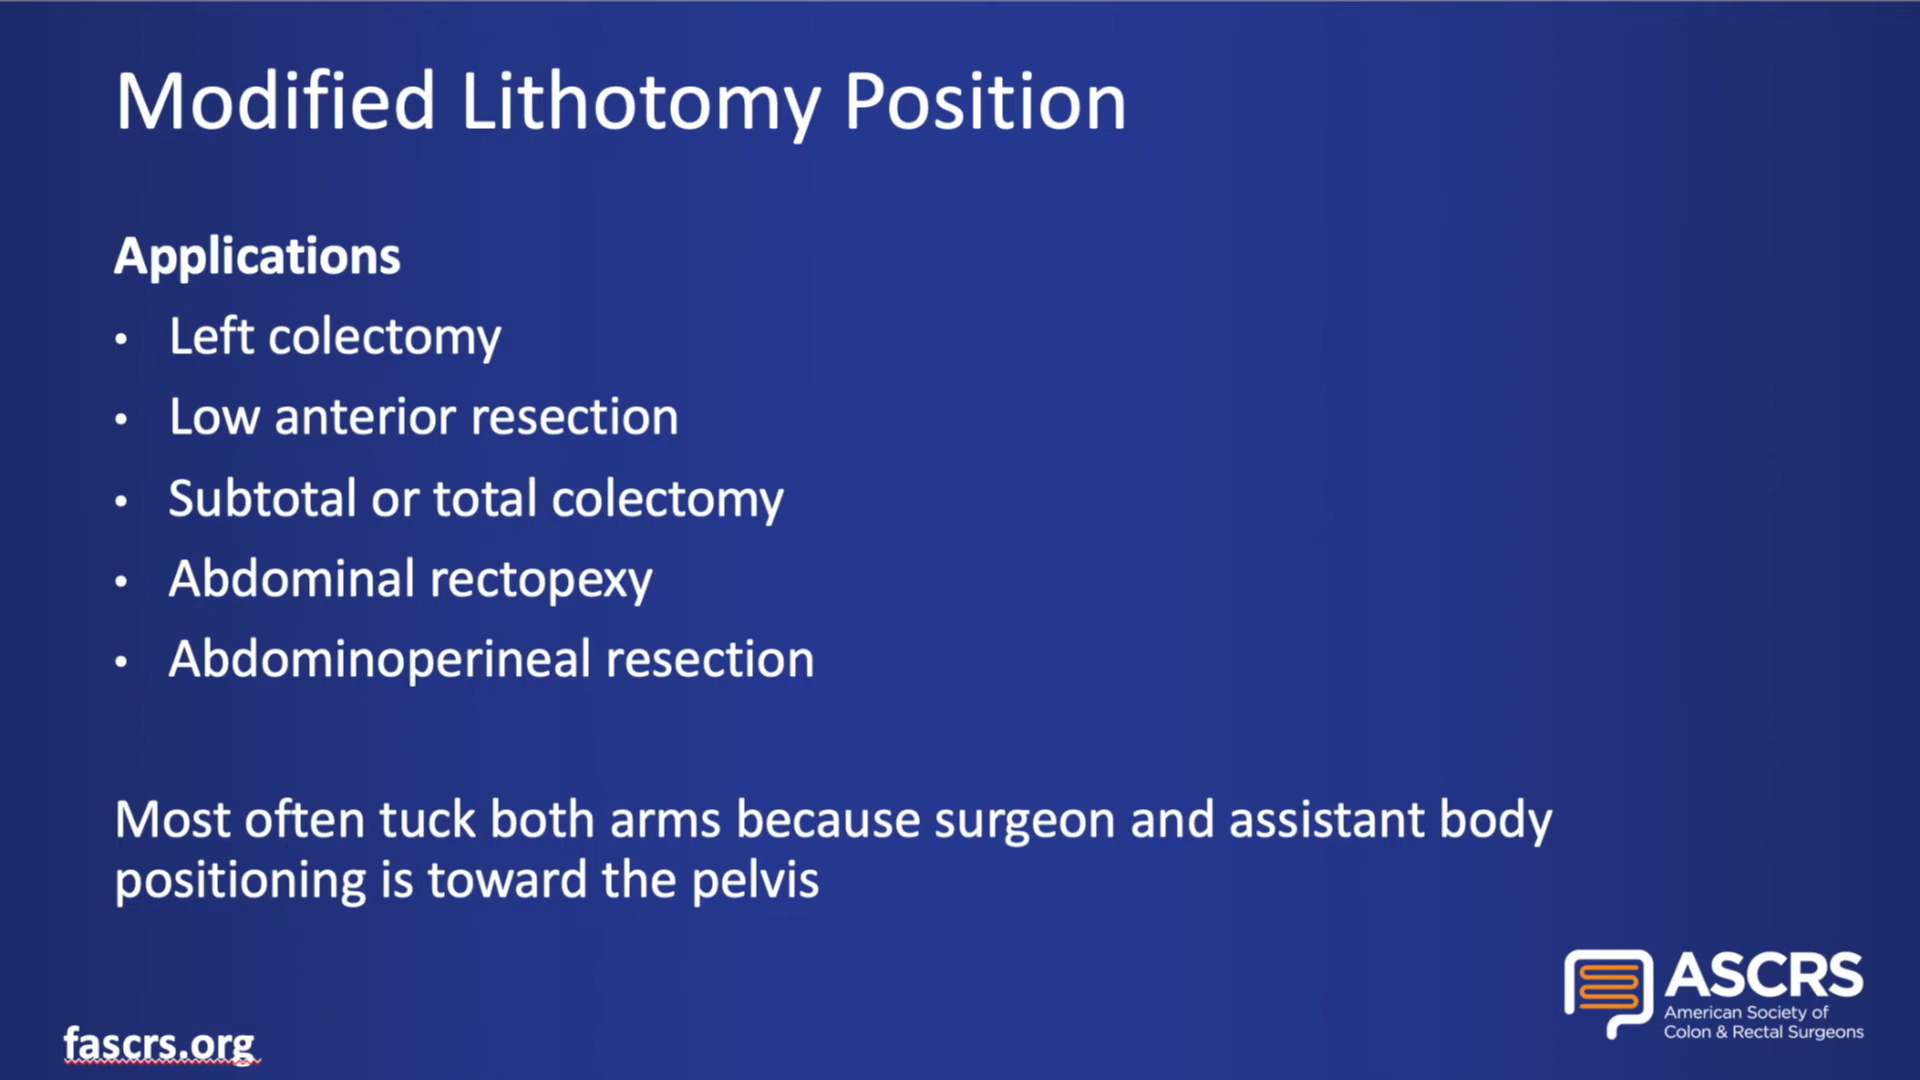 Modified Lithotomy Position
Applications
• Left colectomy
• Low anterior resection
• Subtotal or total colectomy
• Abdominal rectopexy
• Abdominoperineal resection
Most often tuck both arms because surgeon and assistant body
positioning is toward the pelvis
ASCRS
American Society of
Colon & Rectal Surgeons
fascrs.org